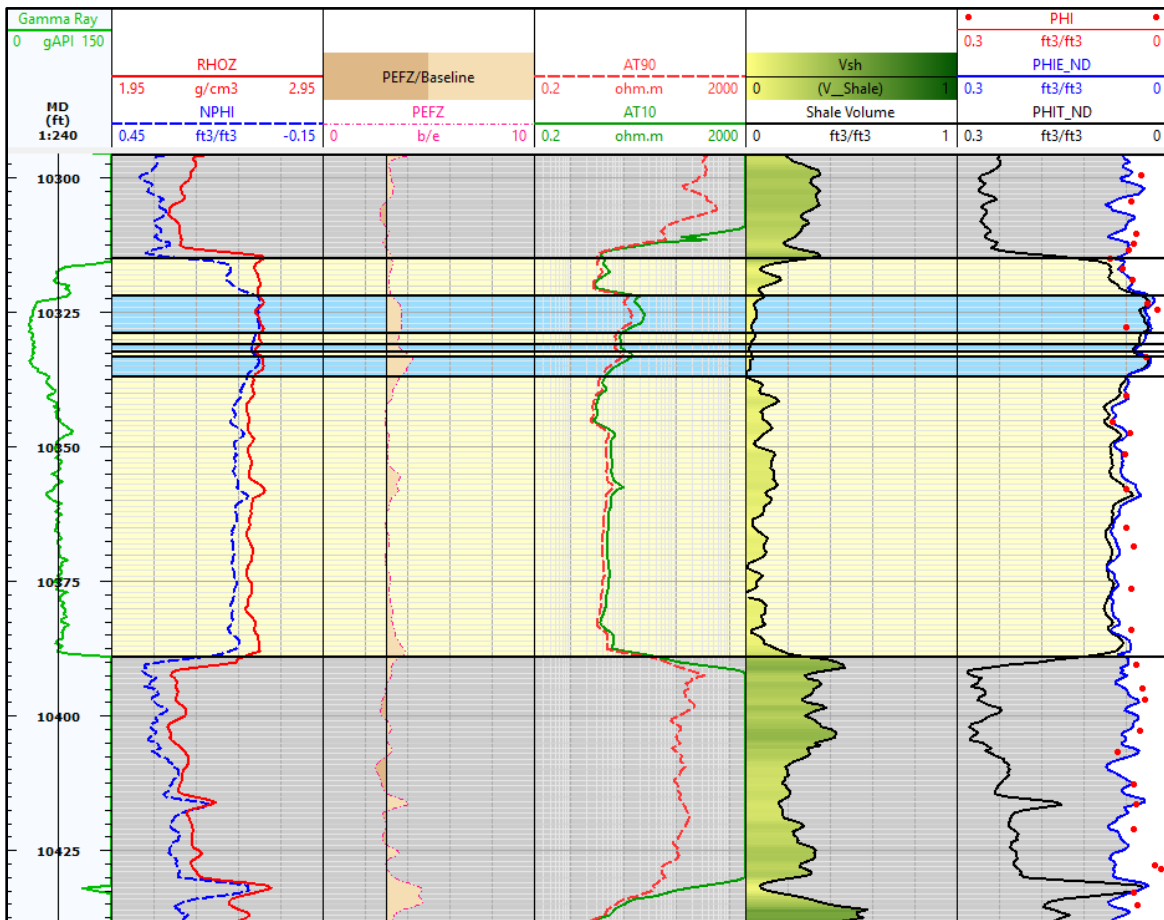 Gamma Ray
0 gAPI 150
MD
(ft)
1:240
RHOZ
1.95 g/cm3 2.95
NPHI
0.45 ft3/ft3 -0.15
PEFZ/Baseline
PEFZ
0 b/e 10
AT90
0.2 ohm.m 2000
AT10
0.2 ohm.m 2000
Vsh
0 (V__Shale) 1
Shale Volume
0 ft3/ft3 1
PHI
0.3 ft3/ft3 0
PHIE_ND
0.3 ft3/ft3 0
PHIT_ND
0.3 ft3/ft3 0
10300
10325
10350
10375
10400
10425